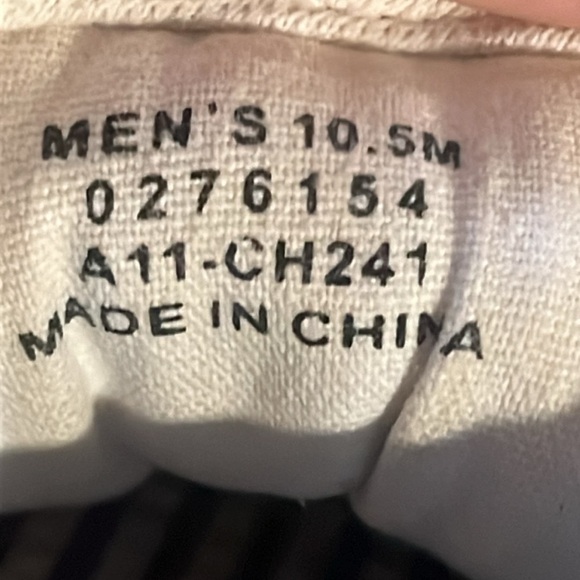 MEN'S 10.5M
0276154
A11-CH241
MADE IN CHINA